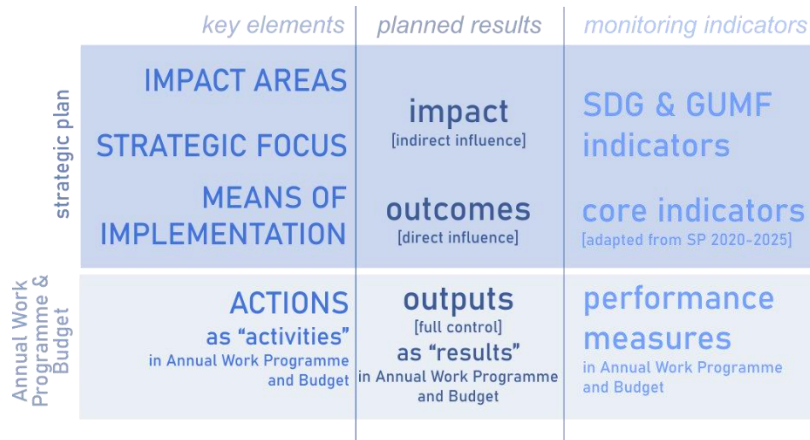 key elements
planned results
monitoring indicators
strategic plan
IMPACT AREAS
STRATEGIC FOCUS
MEANS OF
IMPLEMENTATION
impact
[indirect influence]
outcomes
[direct influence]
SDG & GUMF
indicators
core indicators
[adapted from SP 2020-2025]
Annual Work
Programme &
Budget
ACTIONS
as “activities”
in Annual Work Programme
and Budget
outputs
[full control]
as “results”
in Annual Work Programme
and Budget
performance
measures
in Annual Work Programme
and Budget